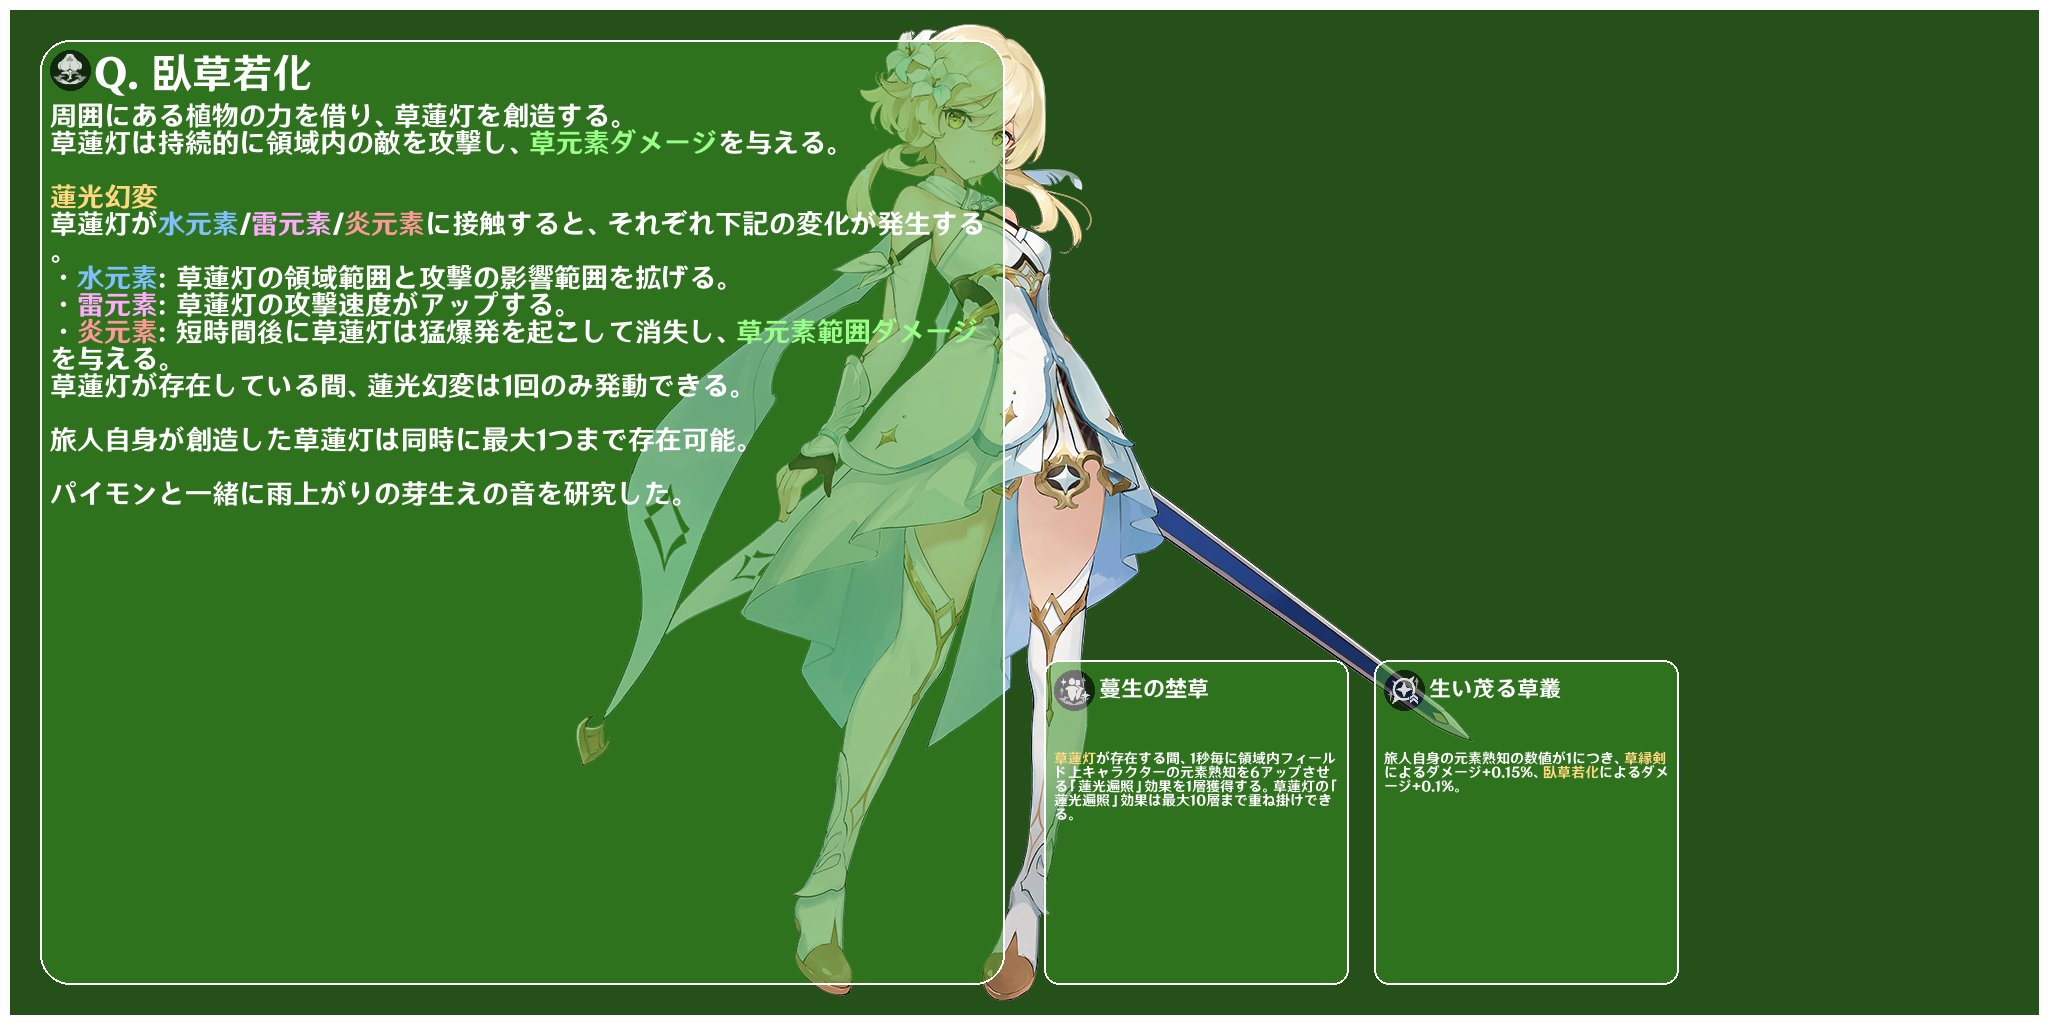 Q. 臥草若化
周囲にある植物の力を借り、草蓮灯を創造する。
草蓮灯は持続的に領域内の敵を攻撃し、草元素ダメージを与える。
蓮光幻変
草蓮灯が水元素/雷元素/炎元素に接触すると、それぞれ下記の変化が発生する
。
・水元素: 草蓮灯の領域範囲と攻撃の影響範囲を拡げる。
・雷元素: 草蓮灯の攻撃速度がアップする。
・炎元素: 短時間後に草蓮灯は猛爆発を起こして消失し、草元素範囲ダメージ
を与える。
草蓮灯が存在している間、蓮光幻変は1回のみ発動できる。
旅人自身が創造した草蓮灯は同時に最大1つまで存在可能。
パイモンと一緒に雨上がりの芽生えの音を研究した。
蔓生の埜草
草蓮灯が存在する間、1秒毎に領域内フィール
ド上キャラクターの元素熟知を6アップさせ
る「蓮光遍照」効果を1層獲得する。草蓮灯の「
蓮光遍照」効果は最大10層まで重ね掛けでき
る。
生い茂る草叢
旅人自身の元素熟知の数値が1につき、草縁剣
によるダメージ+0.15%、臥草若化によるダメ
ージ+0.1%。